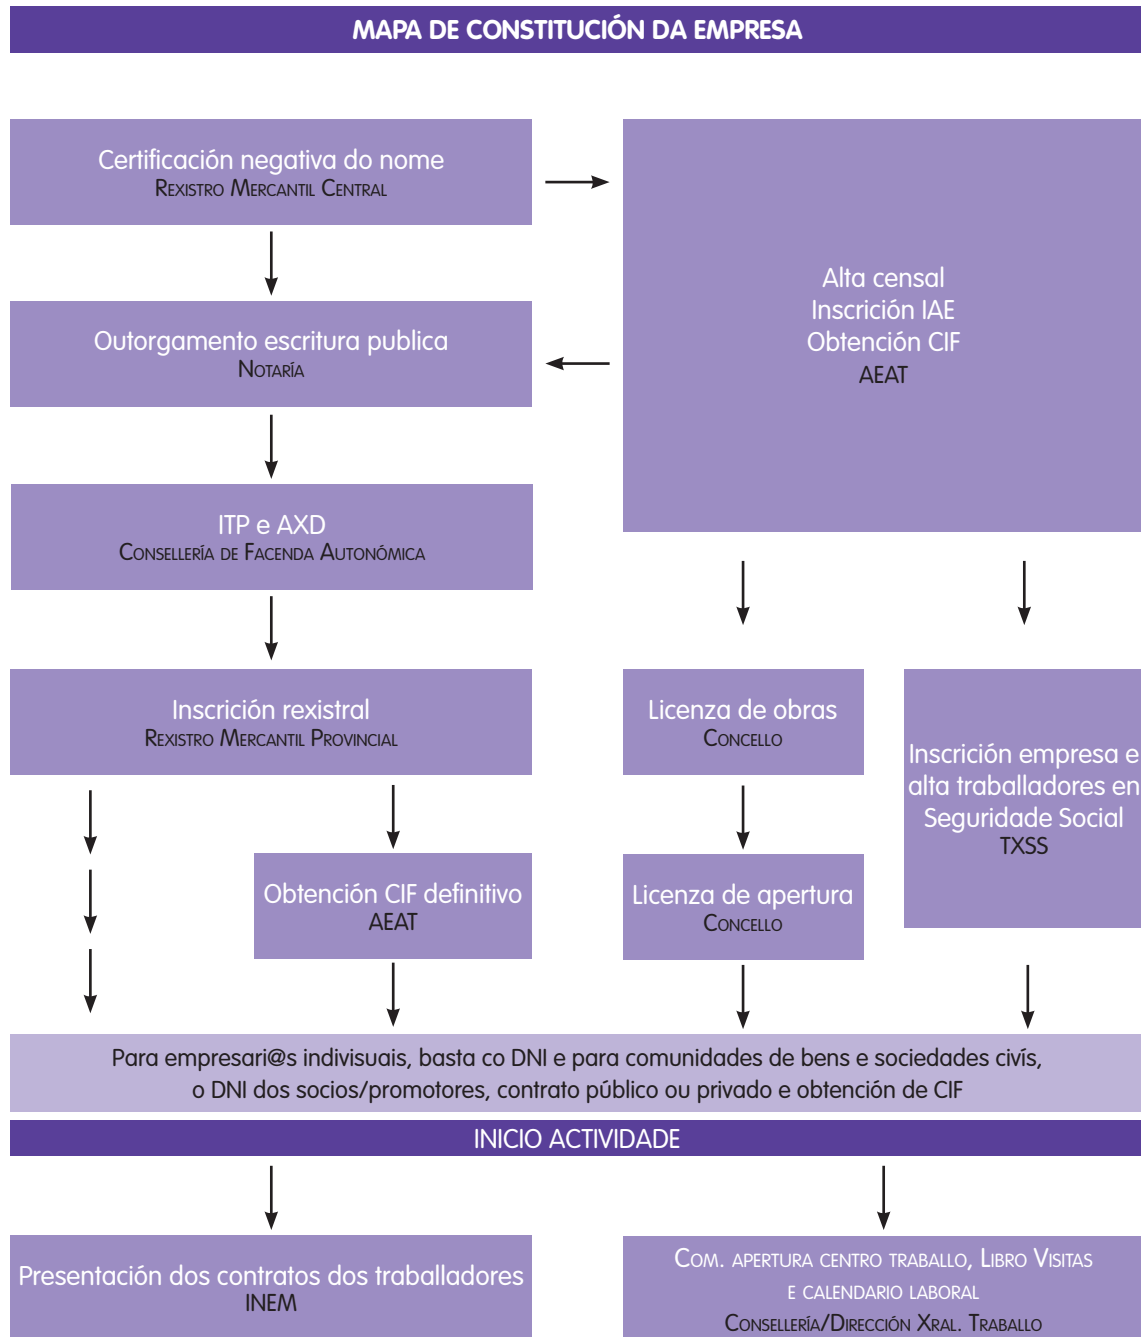 MAPA DE CONSTITUCIÓN DA EMPRESA
Certificación negativa do nome
Rexistro Mercantil Central
Alta censal
Inscrición IAE
Obtención CIF
AEAT
Outorgamento escritura publica
Notaría
ITP e AXD
Consellería de Facenda Autonómica
Inscrición rexistral
Rexistro Mercantil Provincial
Licenza de obras
Concello
Inscrición empresa e
alta traballadores en
Seguridade Social
TXSS
Obtención CIF definitivo
AEAT
Licenza de apertura
Concello
Para empresari@s indivisuais, basta co DNI e para comunidades de bens e sociedades civís,
o DNI dos socios/promotores, contrato público ou privado e obtención de CIF
INICIO ACTIVIDADE
Presentación dos contratos dos traballadores
INEM
Com. apertura centro traballo, Libro Visitas
e calendario laboral
Consellería/Dirección Xral. Traballo